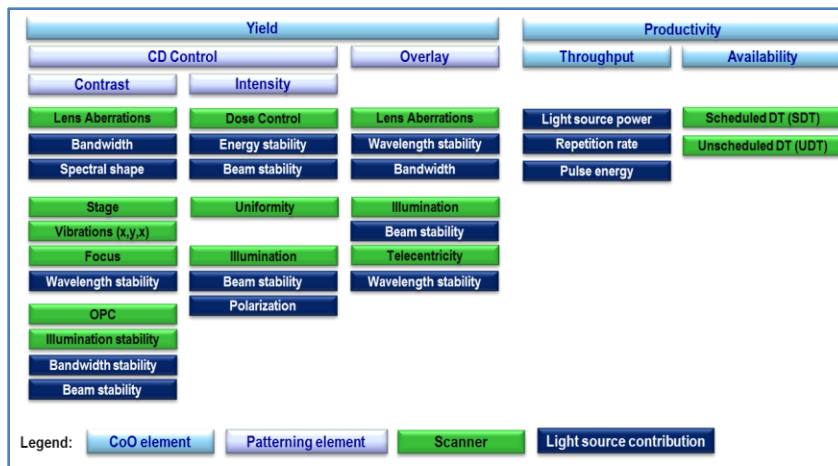 Yield
Productivity
CD Control
Overlay
Throughput
Availability
Contrast
Intensity
Lens Aberrations
Dose Control
Lens Aberrations
Light source power
Scheduled DT (SDT)
Bandwidth
Energy stability
Wavelength stability
Repetition rate
Unscheduled DT (UDT)
Spectral shape
Beam stability
Bandwidth
Pulse energy
Stage
Uniformity
Illumination
Vibrations (x,y,x)
Beam stability
Focus
Illumination
Telecentricity
Wavelength stability
Beam stability
Wavelength stability
Polarization
OPC
Illumination stability
Bandwidth stability
Beam stability
Legend:
CoO element
Patterning element
Scanner
Light source contribution